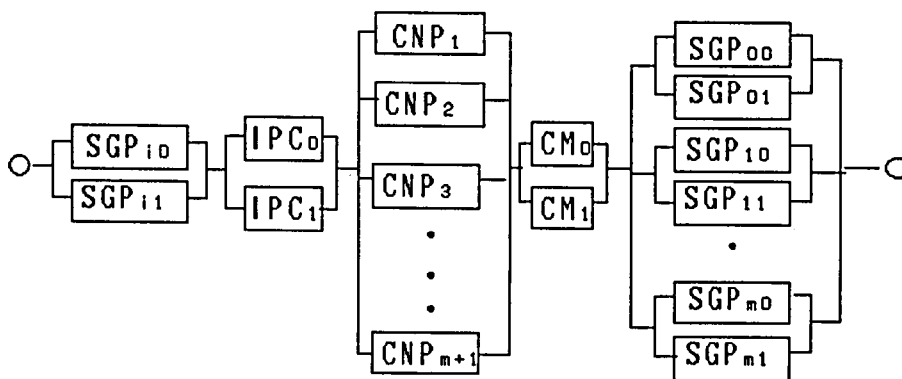 SGPi0
SGPi1
IPC0
IPC1
CNP1
CNP2
CNP3
CNPm+1
CM0
CM1
SGP00
SGP01
SGP10
SGP11
SGPm0
SGPm1